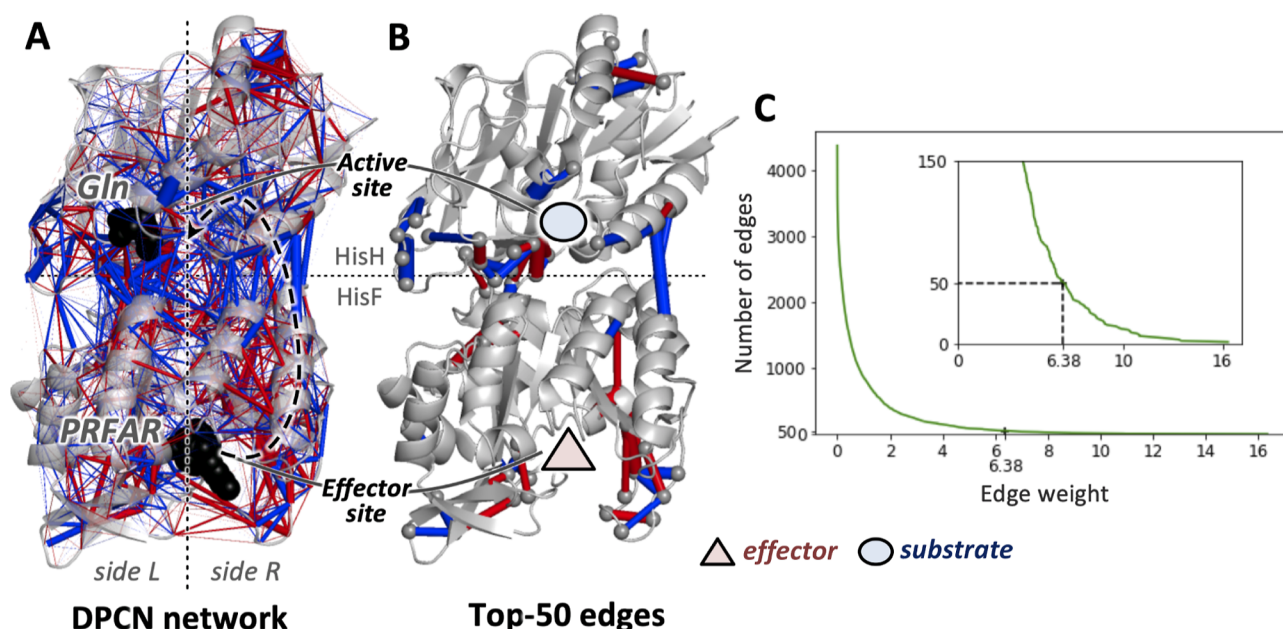 A
B
C
Gln
Active
site
HisH
HisF
PRFAR
Effector
site
side L
side R
DPCN network
Top-50 edges
effector
substrate
Number of edges
4000
3000
2000
1000
50
0
0
2
4
6
8
10
12
14
16
6.38
Edge weight
150
50
0
0
6.38
10
16